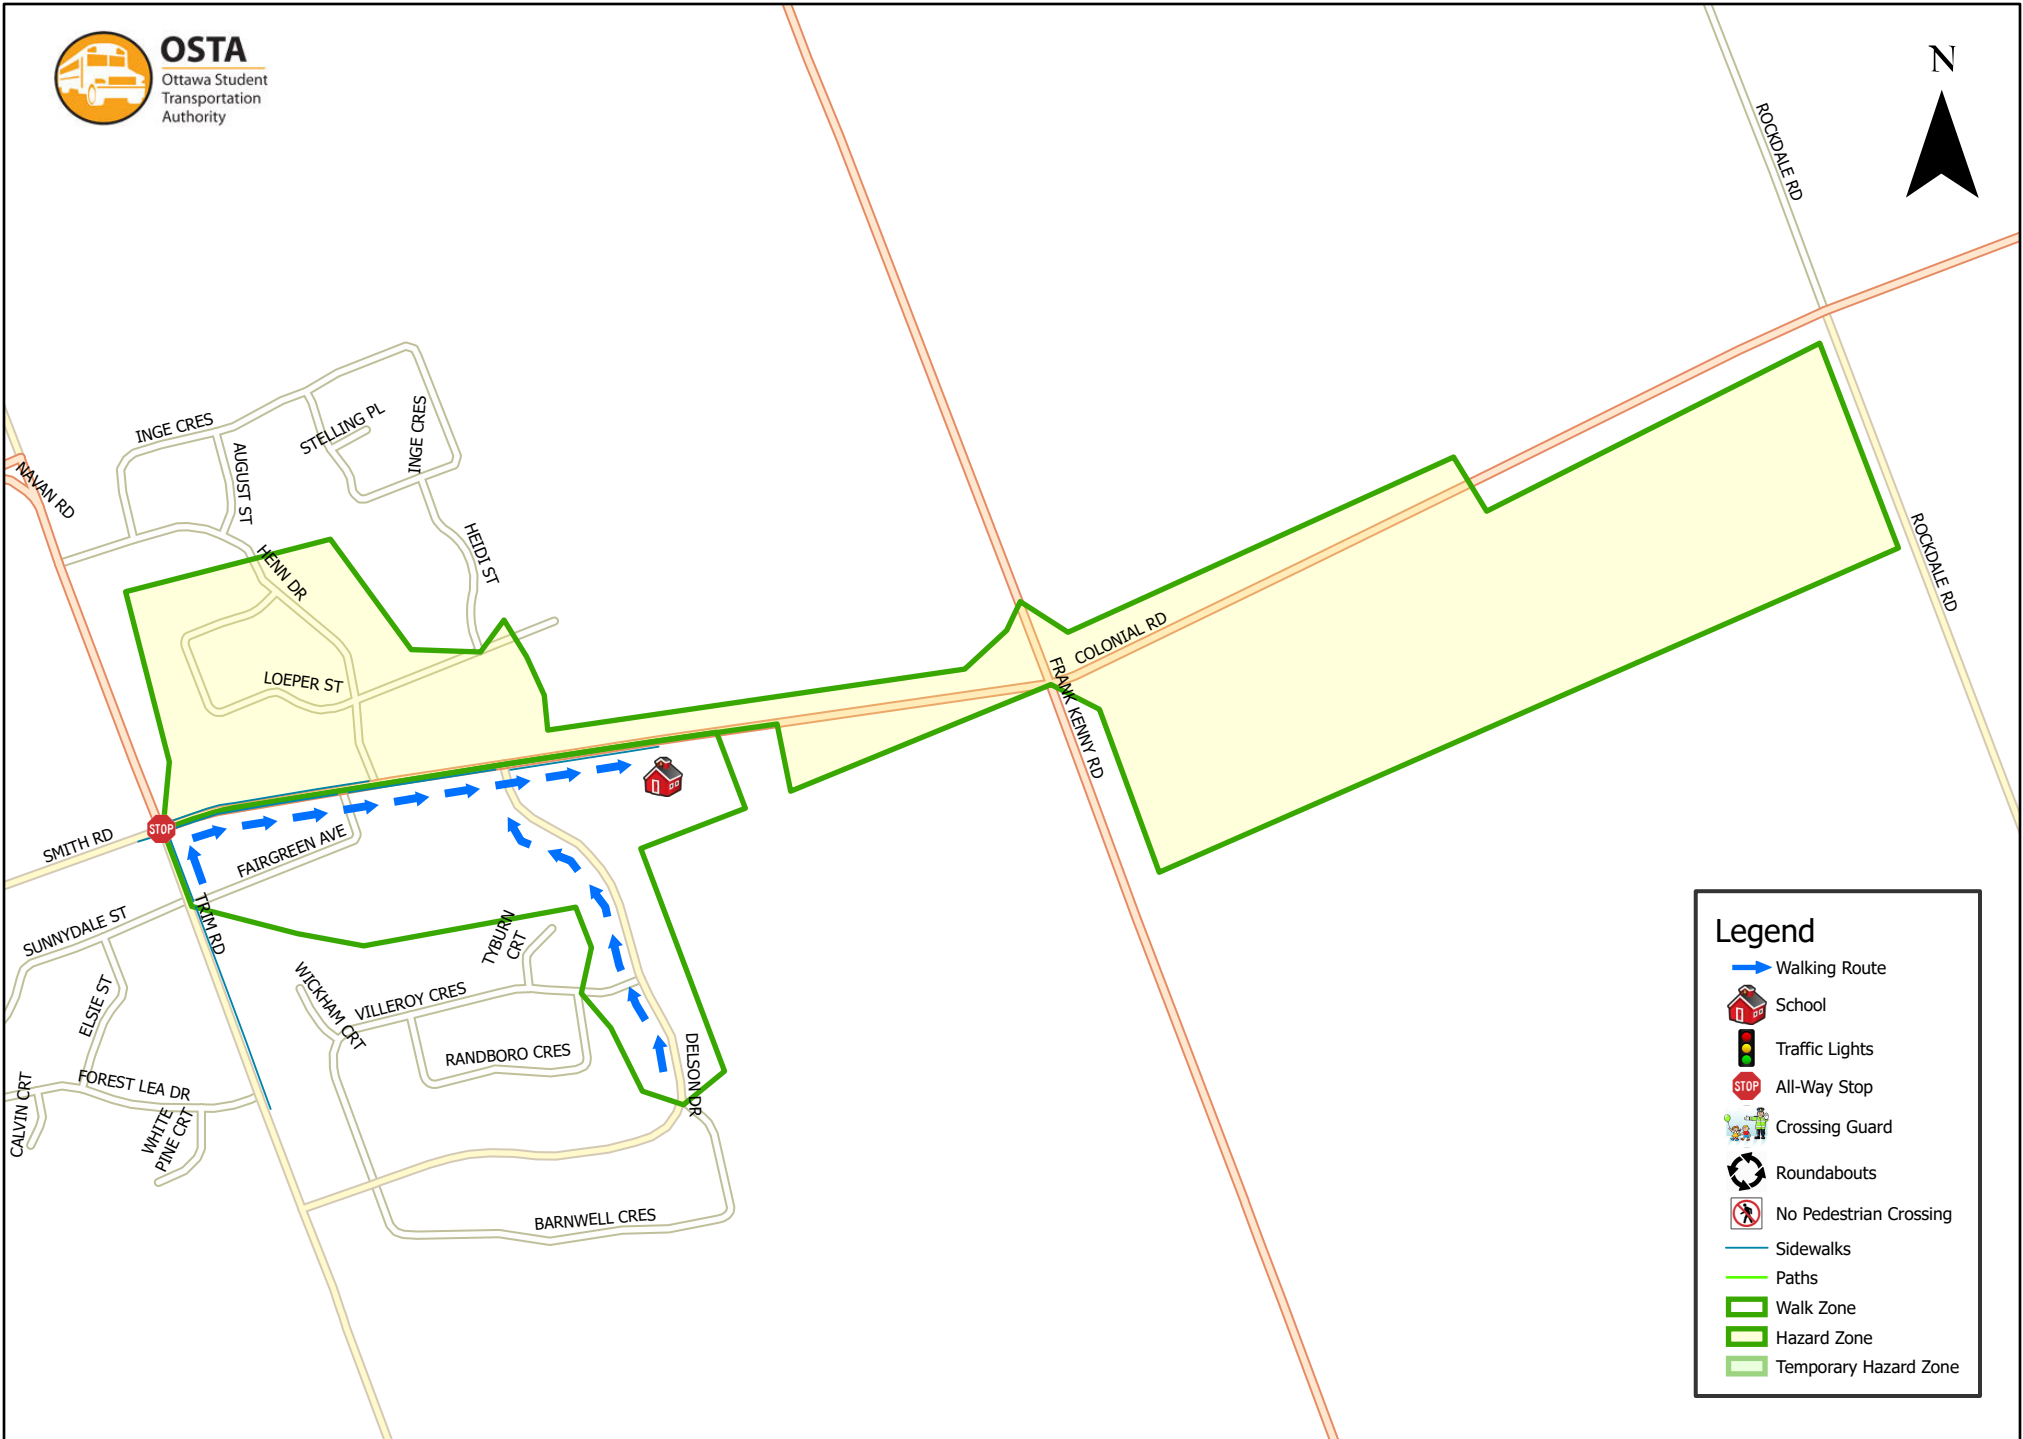 OSTA
Ottawa Student
Transportation
Authority
N
ROCKDALE RD
INGE CRES
STELLING PL
INGE CRES
AUGUST ST
NAVAN RD
HEIDI ST
HENN DR
ROCKDALE RD
COLONIAL RD
LOEPER ST
FRANK KENNY RD
STOP
SMITH RD
FAIRGREEN AVE
TRIM RD
SUNNYDALE ST
TYBURN
CRT
WICKHAM CRT
VILLEROY CRES
ELSIE ST
RANDBORO CRES
DELSON DR
FOREST LEA DR
CALVIN CRT
WHITE
PINE CRT
BARNWELL CRES
Legend
Walking Route
School
Traffic Lights
STOP
All-Way Stop
Crossing Guard
Roundabouts
No Pedestrian Crossing
Sidewalks
Paths
Walk Zone
Hazard Zone
Temporary Hazard Zone